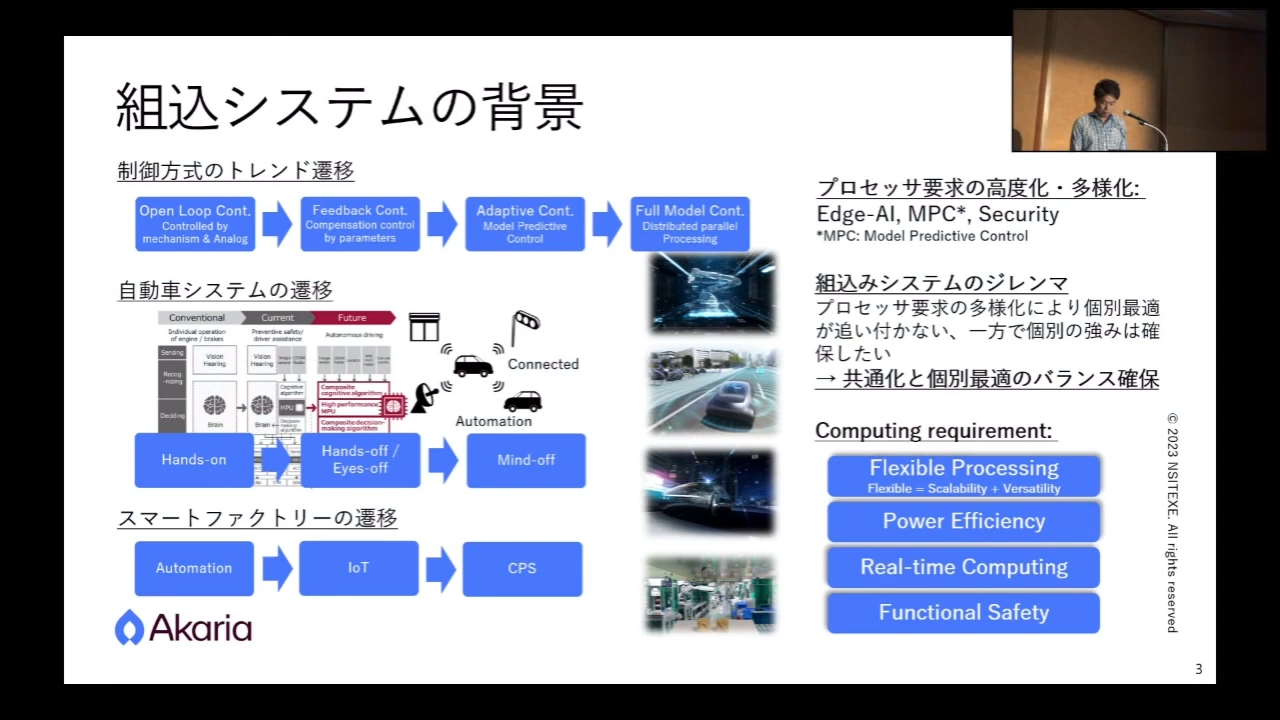 組込システムの背景
制御方式のトレンド遷移
Open Loop Cont.
Controlled by
mechanism & Analog
Feedback Cont.
Compensation control
by parameters
Adaptive Cont.
Model Predictive
Control
Full Model Cont.
Distributed parallel
Processing
自動車システムの遷移
Conventional
Current
Future
Individual operation
of engine / brakes
Preventive safety/
driver assistance
Autonomous driving
Sensing
Recog
-nizing
Deciding
Vision
Hearing
Vision
Hearing
Brain
Brain
Cognitive
algorithm
MPU
Decision-
making
algorithm
Composite
cognitive algorithm
High performance
MPU
Composite decision-
making algorithm
Connected
Automation
Hands-on
Hands-off /
Eyes-off
Mind-off
スマートファクトリーの遷移
Automation
IoT
CPS
Akaria
プロセッサ要求の高度化・多様化:
Edge-AI, MPC*, Security
*MPC: Model Predictive Control
組込みシステムのジレンマ
プロセッサ要求の多様化により個別最適
が追い付かない、一方で個別の強みは確
保したい
→ 共通化と個別最適のバランス確保
Computing requirement:
Flexible Processing
Flexible = Scalability + Versatility
Power Efficiency
Real-time Computing
Functional Safety
© 2023 NSITEXE. All rights reserved
3